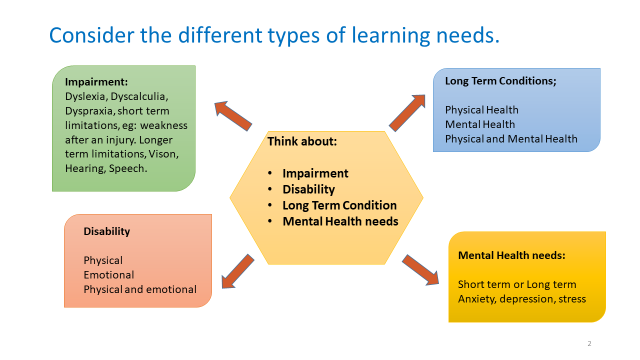 Consider the different types of learning needs.
Impairment:
Dyslexia, Dyscalculia,
Dyspraxia, short term
limitations, eg: weakness
after an injury. Longer
term limitations, Vison,
Hearing, Speech.
Long Term Conditions;
Physical Health
Mental Health
Physical and Mental Health
Think about:
• Impairment
• Disability
• Long Term Condition
• Mental Health needs
Disability
Physical
Emotional
Physical and emotional
Mental Health needs:
Short term or Long term
Anxiety, depression, stress
2